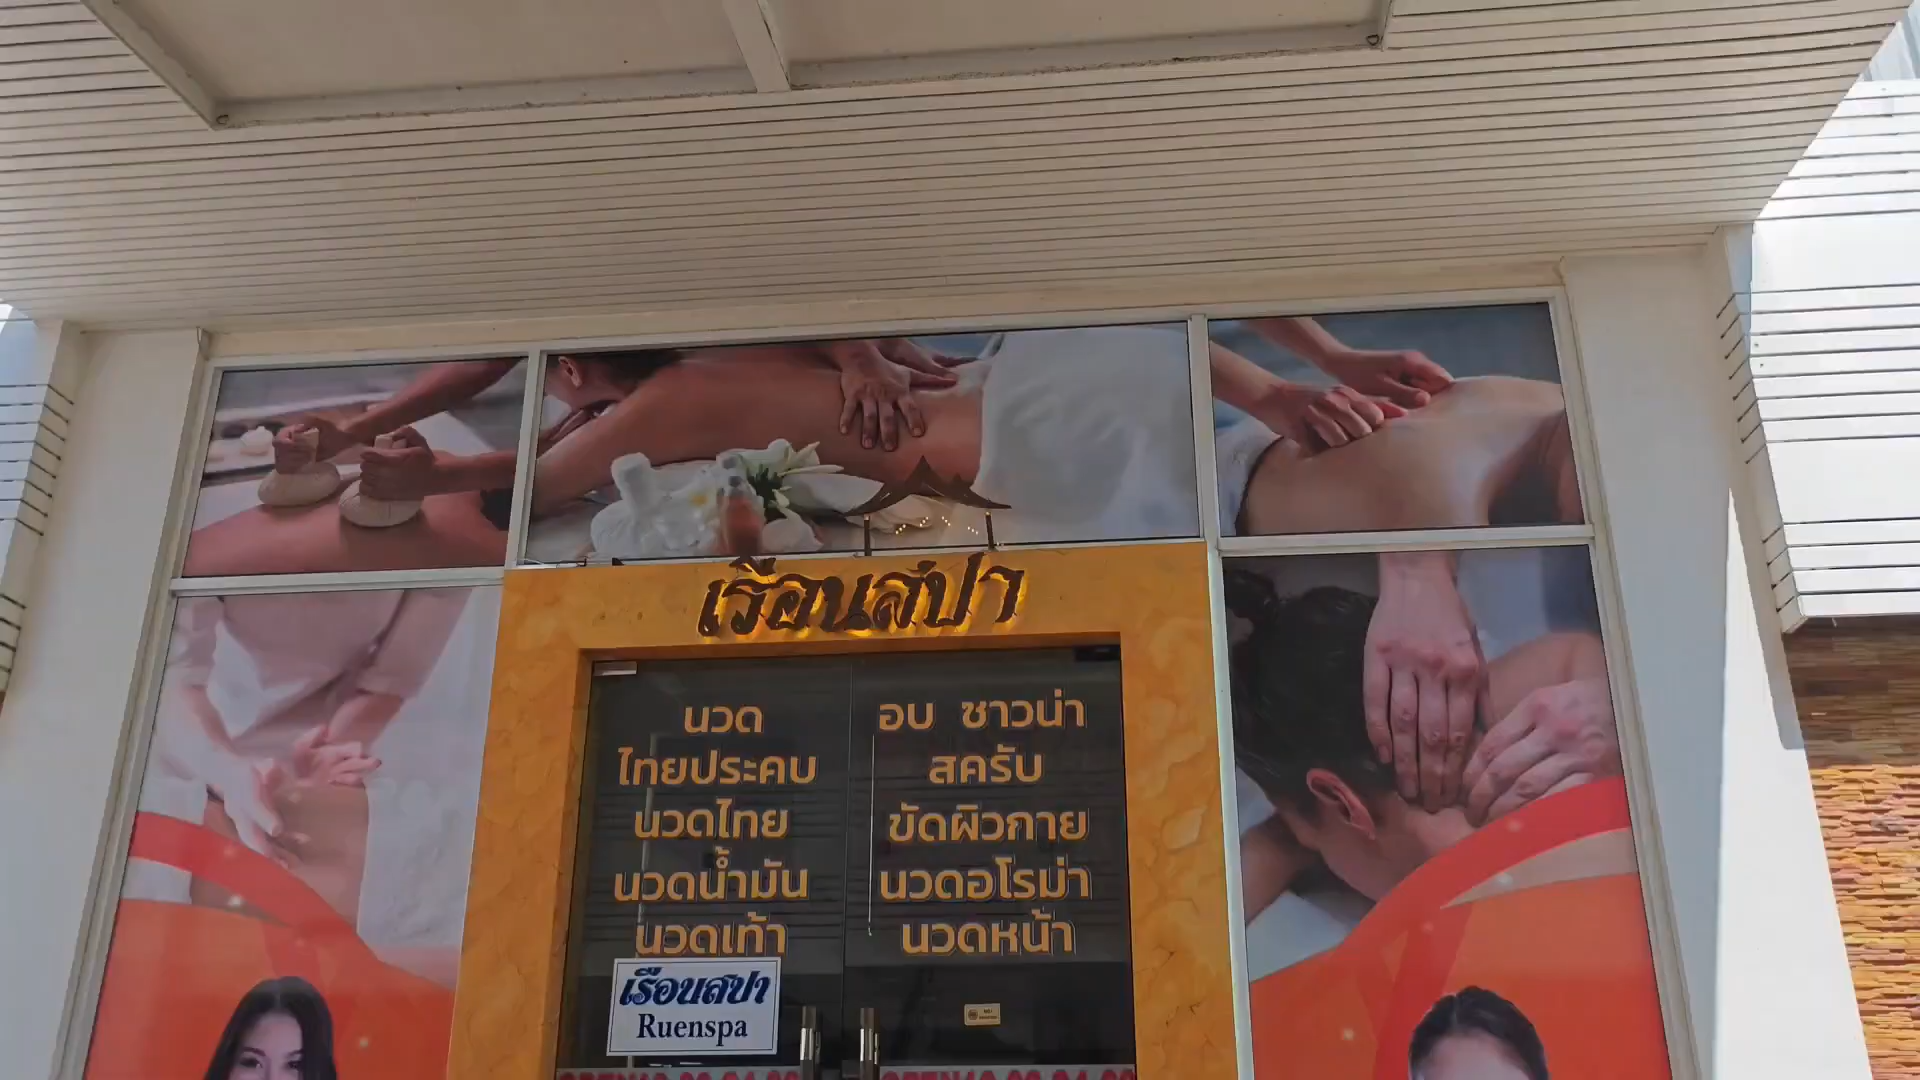 เรือนสปา
นวด
ไทยประคบ
นวดไทย
นวดน้ำมัน
นวดเท้า
อบ ซาวน่า
สครับ
ขัดผิวกาย
นวดอโรม่า
นวดหน้า
เรือนสปา
Ruenspa